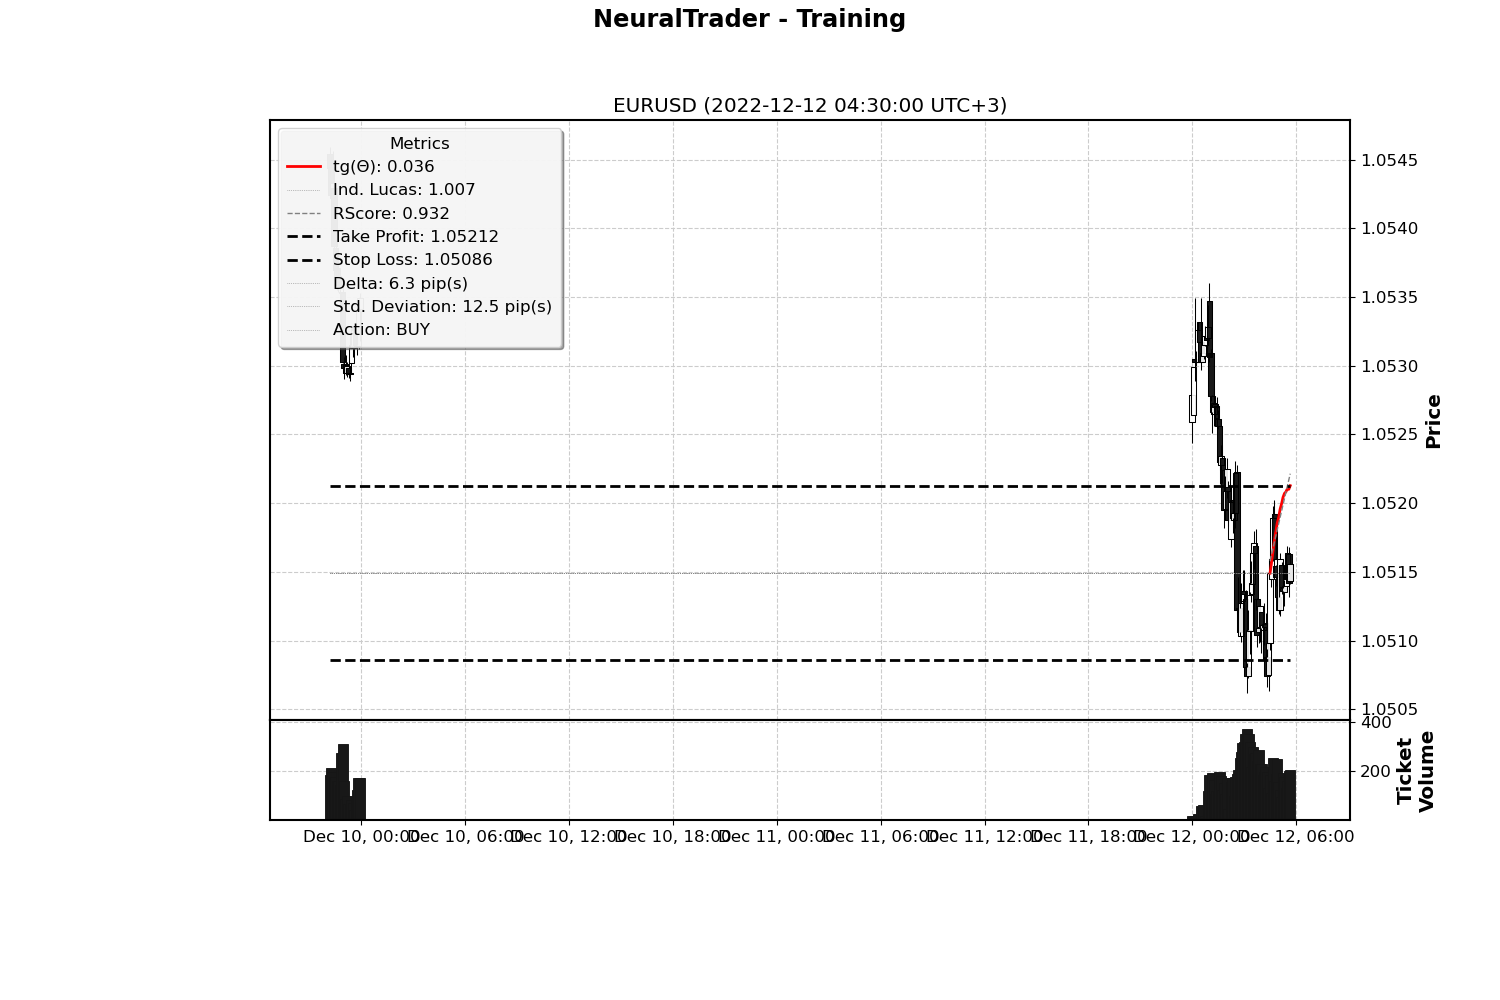 NeuralTrader - Training
EURUSD (2022-12-12 04:30:00 UTC+3)
Metrics
tg(Θ): 0.036
Ind. Lucas: 1.007
RScore: 0.932
Take Profit: 1.05212
Stop Loss: 1.05086
Delta: 6.3 pip(s)
Std. Deviation: 12.5 pip(s)
Action: BUY
1.0545
1.0540
1.0535
1.0530
1.0525
1.0520
1.0515
1.0510
1.0505
Price
400
200
Ticket
Volume
Dec 10, 00:00 Dec 10, 06:00 Dec 10, 12:00 Dec 10, 18:00 Dec 11, 00:00 Dec 11, 06:00 Dec 11, 12:00 Dec 11, 18:00 Dec 12, 00:00 Dec 12, 06:00